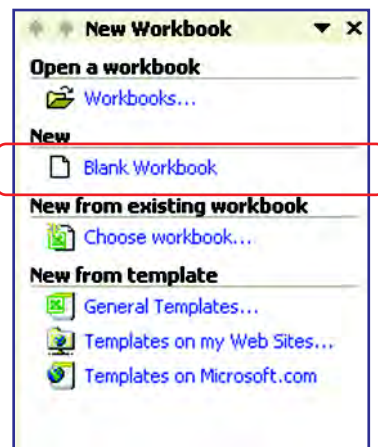 New Workbook
Open a workbook
Workbooks...
New
Blank Workbook
New from existing workbook
Choose workbook...
New from template
General Templates...
Templates on my Web Sites...
Templates on Microsoft.com